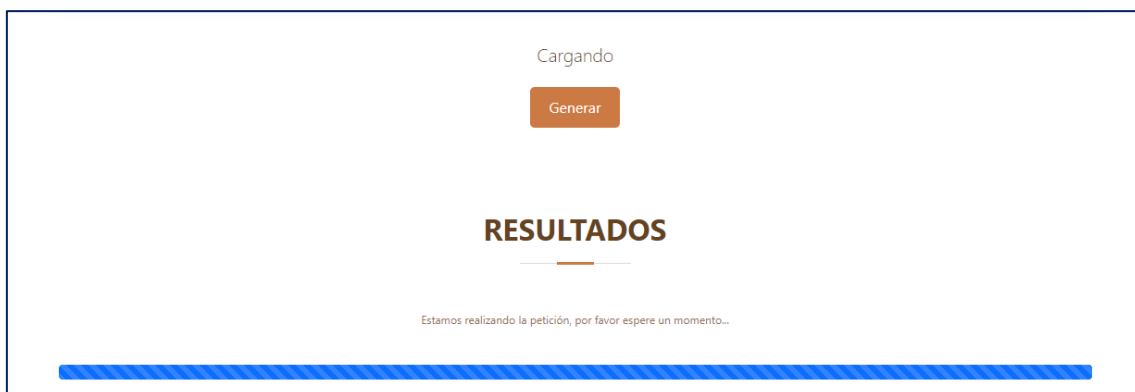 Cargando
Generar
RESULTADOS
Estamos realizando la petición, por favor espere un momento...